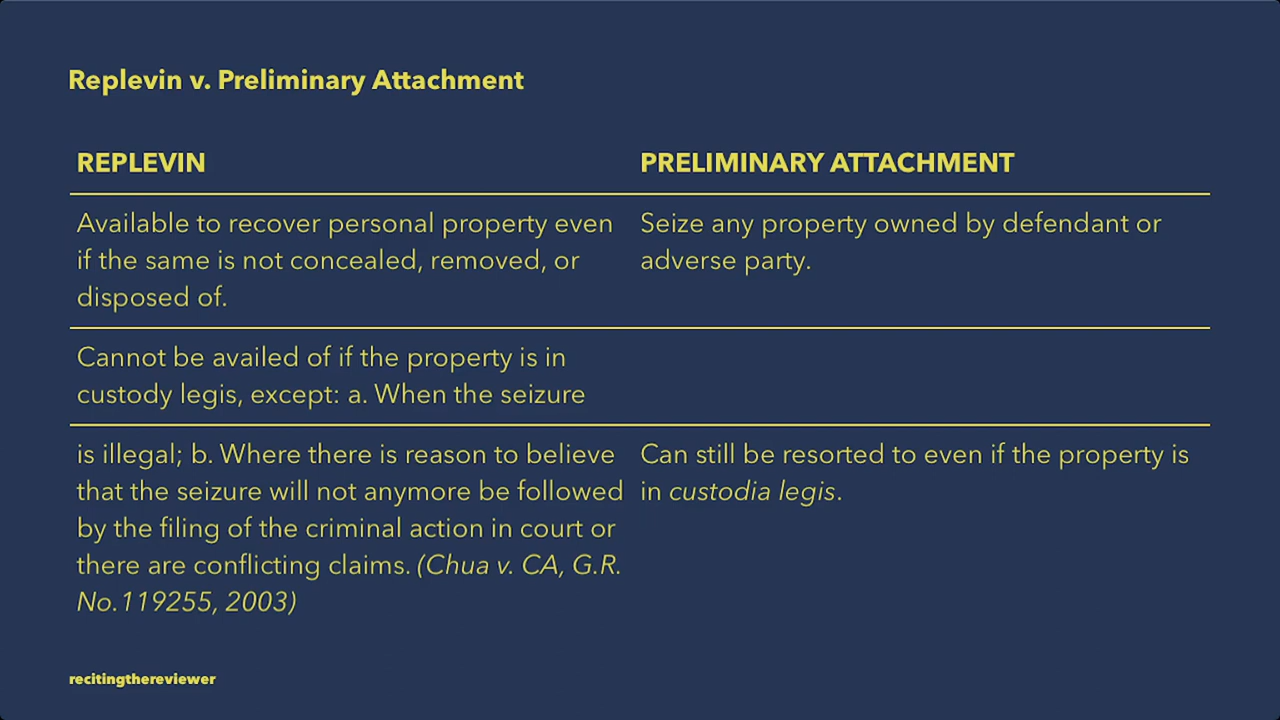 Replevin v. Preliminary Attachment
REPLEVIN
PRELIMINARY ATTACHMENT
Available to recover personal property even
if the same is not concealed, removed, or
disposed of.
Seize any property owned by defendant or
adverse party.
Cannot be availed of if the property is in
custody legis, except: a. When the seizure
is illegal; b. Where there is reason to believe
that the seizure will not anymore be followed
by the filing of the criminal action in court or
there are conflicting claims. (Chua v. CA, G.R.
No.119255, 2003)
Can still be resorted to even if the property is
in custodia legis.
recitingthereviewer